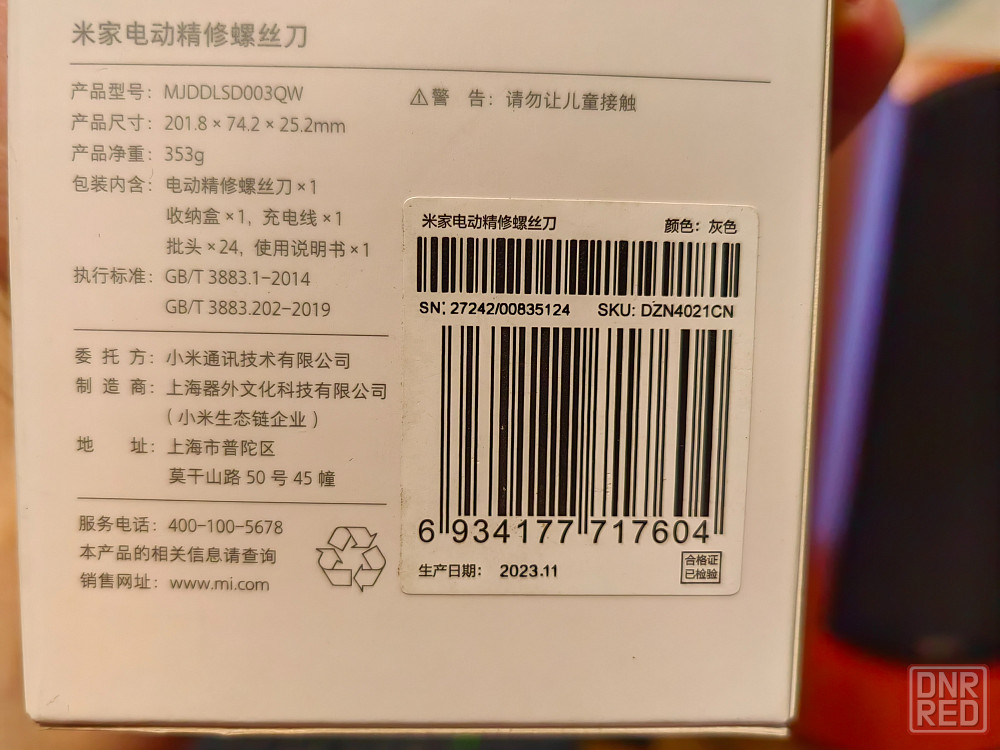 米家电动精修螺丝刀
产品型号：MJDDLSD003QW
产品尺寸：201.8 × 74.2 × 25.2mm
产品净重：353g
包装内含：电动精修螺丝刀 × 1
收纳盒 × 1，充电线 × 1
批头 × 24，使用说明书 × 1
执行标准：GB/T 3883.1-2014
GB/T 3883.202-2019
委托方：小米通讯技术有限公司
制造商：上海器外文化科技有限公司
（小米生态链企业）
地址：上海市普陀区
莫干山路 50 号 45 幢
服务电话：400-100-5678
本产品的相关信息请查询
销售网址：www.mi.com
⚠警 告：请勿让儿童接触
米家电动精修螺丝刀 颜色：灰色
SN: 27242/00835124 SKU: DZN4021CN
6 934177 717604
生产日期： 2023.11
合格证
已检验
DNR
RED